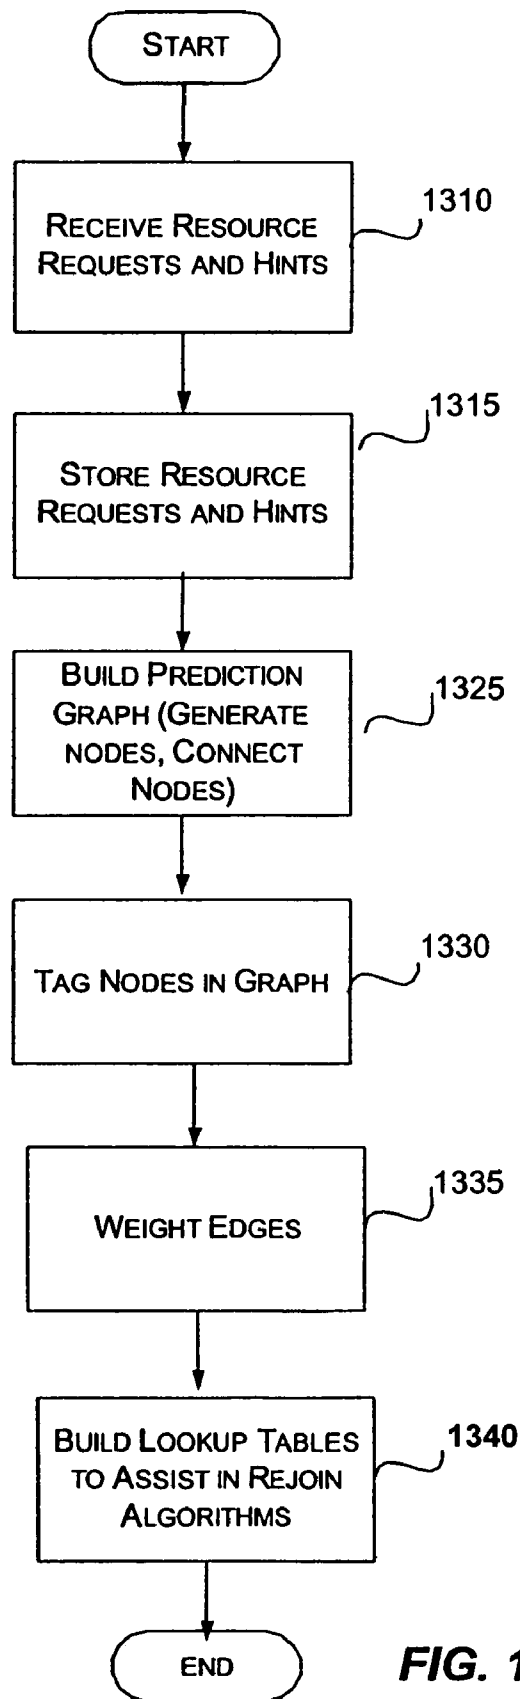 START
RECEIVE RESOURCE
REQUESTS AND HINTS
1310
STORE RESOURCE
REQUESTS AND HINTS
1315
BUILD PREDICTION
GRAPH (GENERATE
NODES, CONNECT
NODES)
1325
TAG NODES IN GRAPH
1330
WEIGHT EDGES
1335
BUILD LOOKUP TABLES
TO ASSIST IN REJOIN
ALGORITHMS
1340
END
FIG. 1